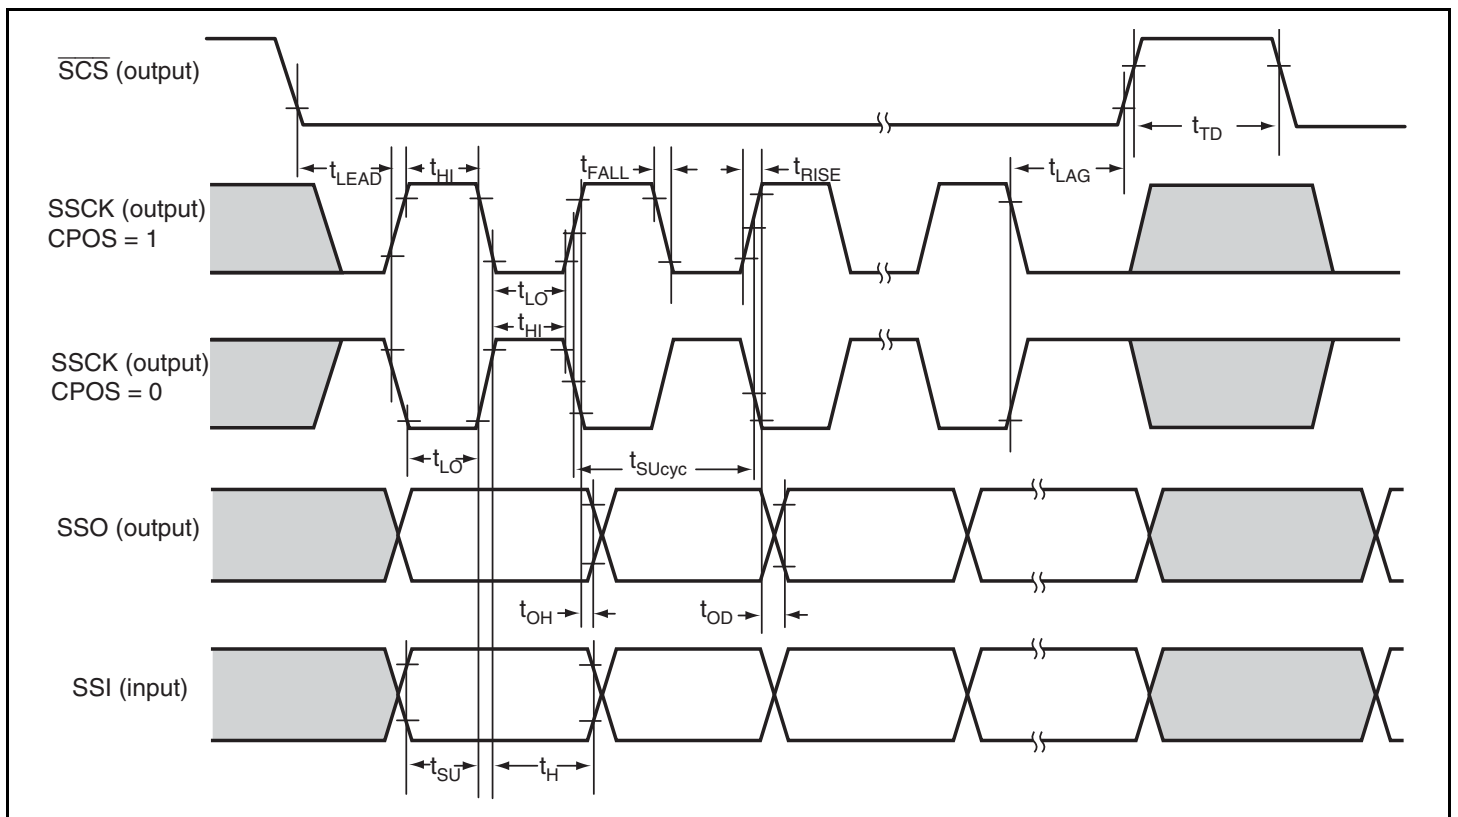 SCS (output)
tTD
tLEAD
tHI
tFALL
tRISE
tLAG
SSCK (output)
CPOS = 1
tLO
tHI
SSCK (output)
CPOS = 0
tLO
tSUcyc
SSO (output)
tOH
tOD
SSI (input)
tSU
tH